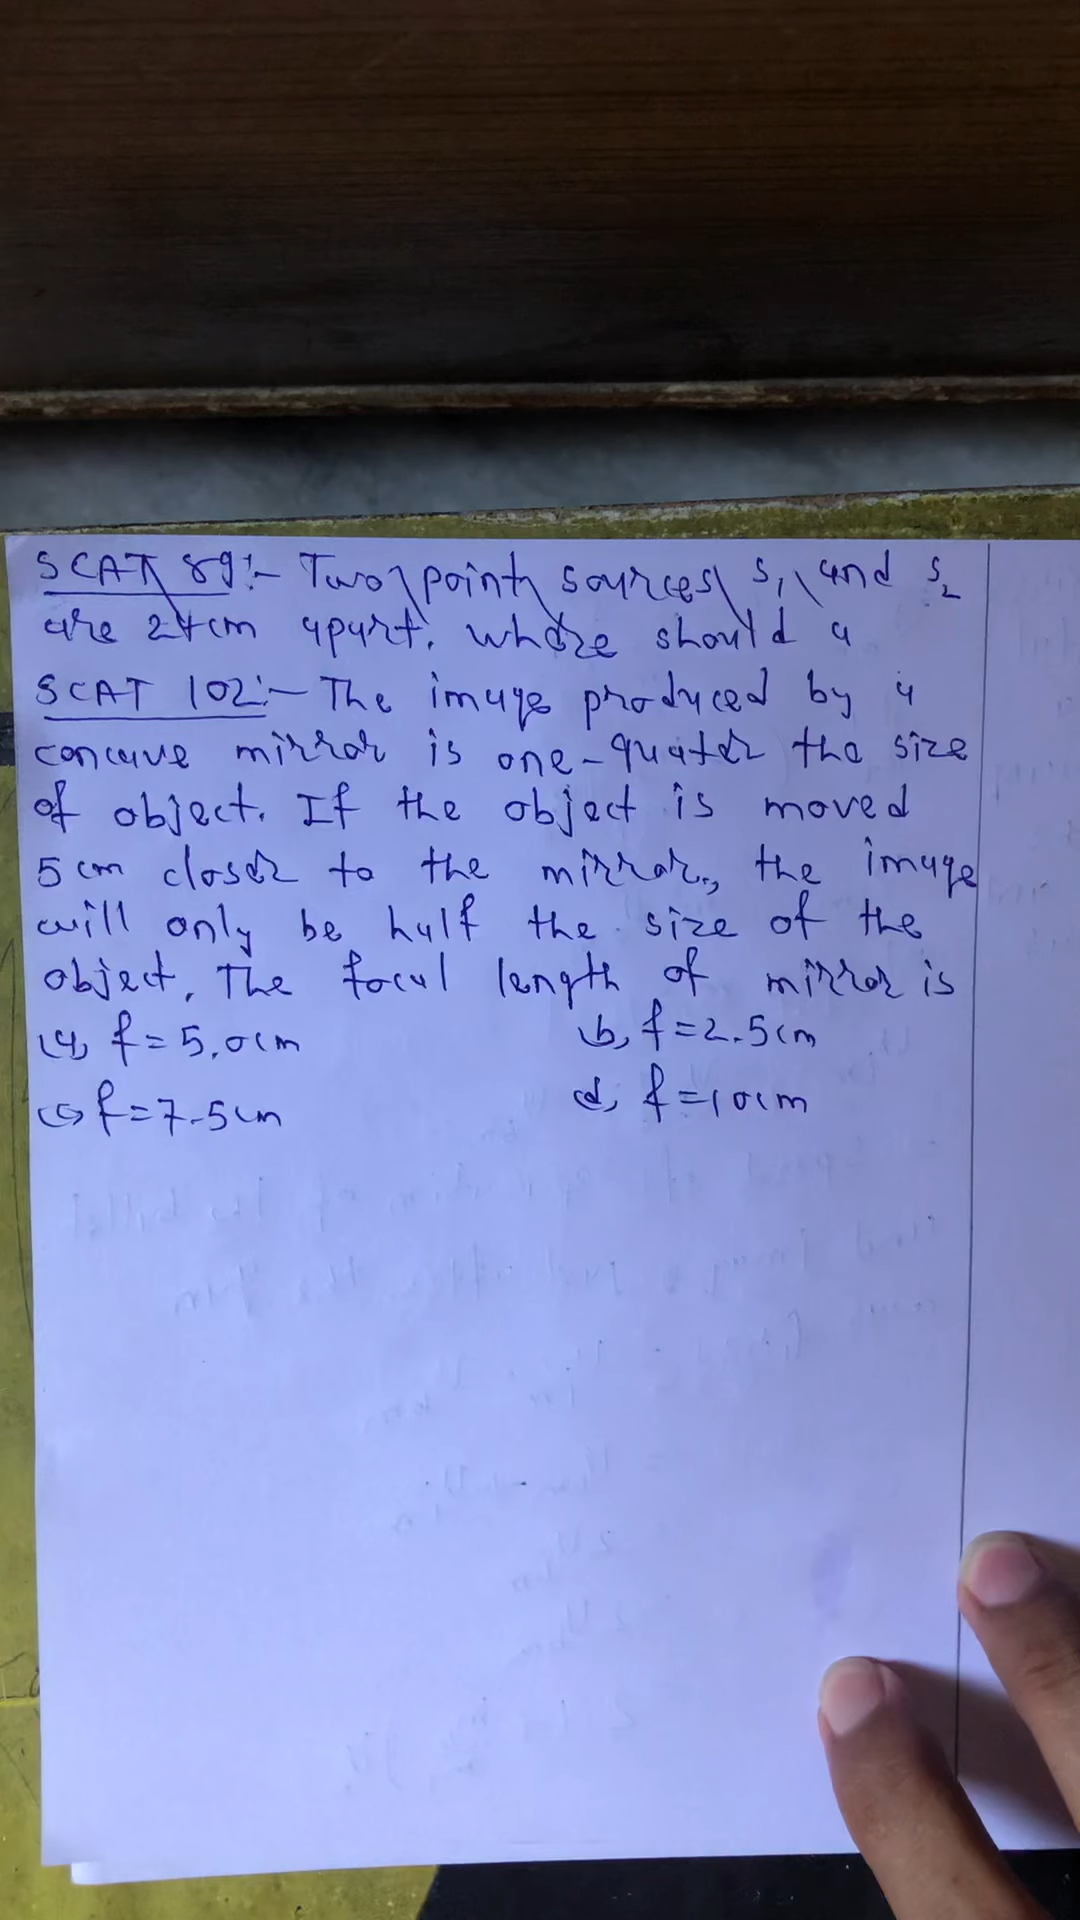 SCAT 89:- Two point sources S₁ and S₂
are 24cm apart. where should a
SCAT 102:- The image produced by a
concave mirror is one-quater the size
of object. If the object is moved
5cm closer to the mirror, the image
will only be half the size of the
object. The focal length of mirror is
(a) f = 5.0cm (b) f = 2.5cm
(c) f = 7.5cm (d) f = 10cm